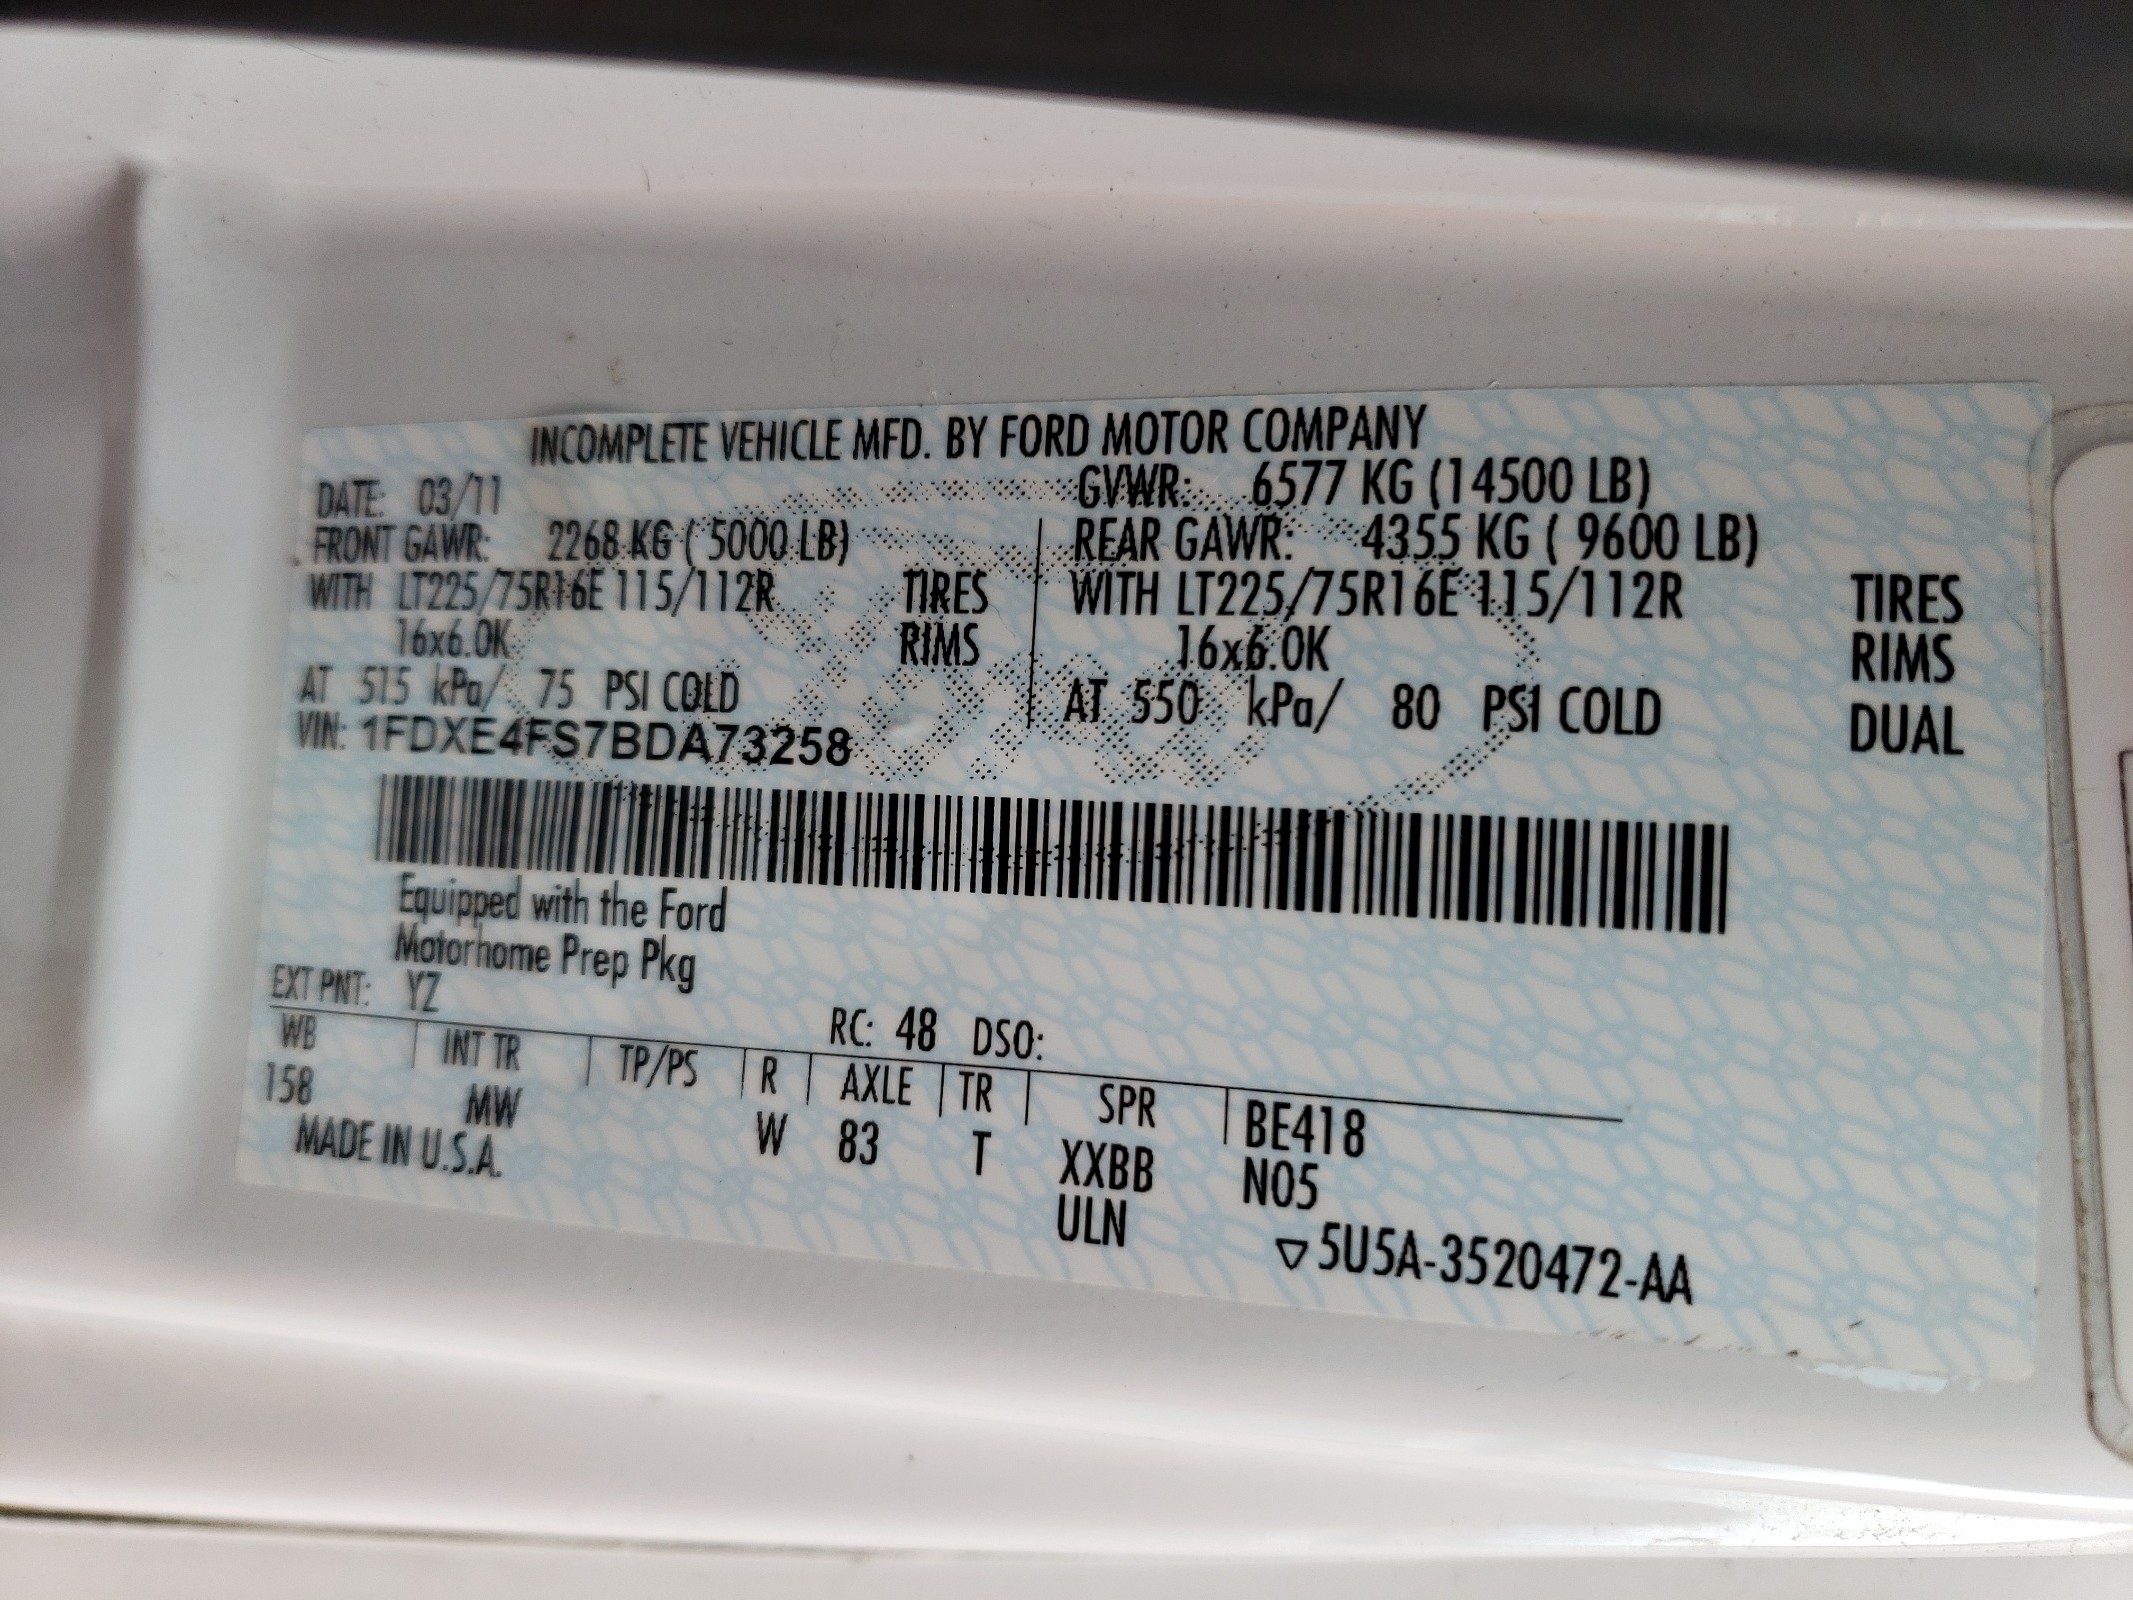 INCOMPLETE VEHICLE MFD. BY FORD MOTOR COMPANY
DATE: 03/11 GVWR: 6577 KG (14500 LB)
FRONT GAWR: 2268 KG ( 5000 LB) REAR GAWR: 4355 KG ( 9600 LB)
WITH LT225/75R16E 115/112R TIRES WITH LT225/75R16E 115/112R TIRES
16x6.0K RIMS 16x6.0K RIMS
AT 515 kPa/ 75 PSI COLD AT 550 kPa/ 80 PSI COLD DUAL
VIN: 1FDXE4FS7BDA73258
Equipped with the Ford
Motorhome Prep Pkg
EXT PNT: YZ RC: 48 DSO:
WB INT TR TP/PS R AXLE TR SPR BE418
158 MW W 83 T XXBB N05
MADE IN U.S.A. ULN
▽5U5A-3520472-AA